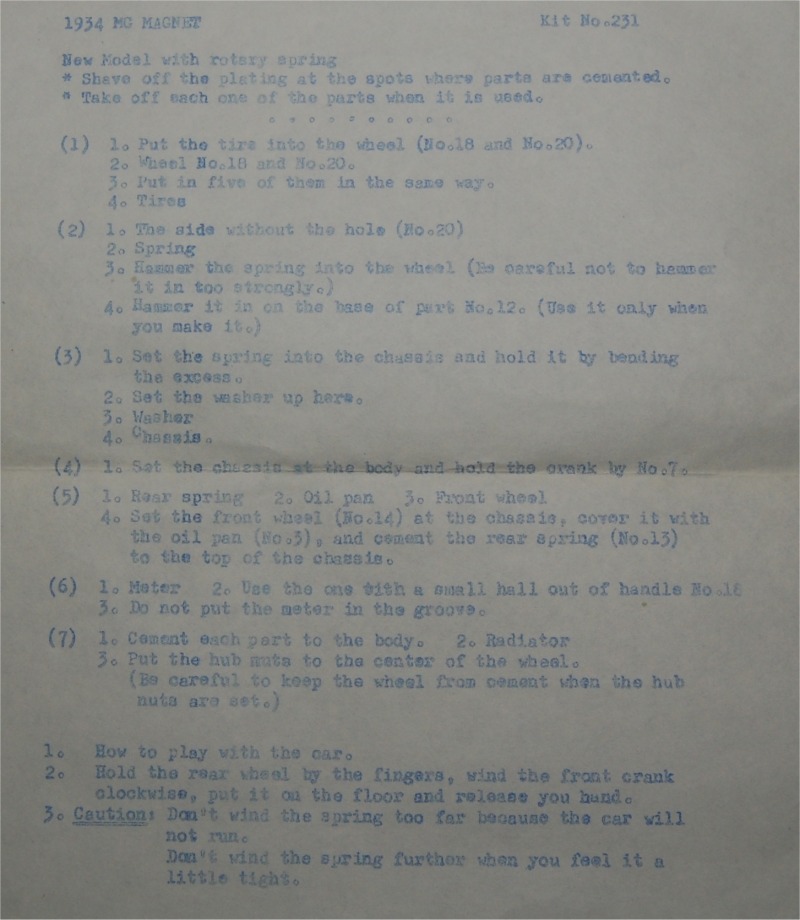 1934 MG MAGNET Kit No.231
New Model with rotary spring
* Shave off the plating at the spots where parts are cemented.
* Take off each one of the parts when it is used.
. . . . . . . . . .
(1) 1. Put the tire into the wheel (No.18 and No.20).
2. Wheel No.18 and No.20.
3. Put in five of them in the same way.
4. Tires
(2) 1. The side without the hole (No.20)
2. Spring
3. Hammer the spring into the wheel (Be careful not to hammer
it in too strongly.)
4. Hammer it in on the base of part No.12. (Use it only when
you make it.)
(3) 1. Set the spring into the chassis and hold it by bending
the excess.
2. Set the washer up here.
3. Washer
4. Chassis.
(4) 1. Set the chassis at the body and hold the crank by No.7.
(5) 1. Rear spring 2. Oil pan 3. Front wheel
4. Set the front wheel (No.14) at the chassis, cover it with
the oil pan (No.3), and cement the rear spring (No.13)
to the top of the chassis.
(6) 1. Meter 2. Use the one with a small hall out of handle No.18
3. Do not put the meter in the groove.
(7) 1. Cement each part to the body. 2. Radiator
3. Put the hub nuts to the center of the wheel.
(Be careful to keep the wheel from cement when the hub
nuts are set.)
1. How to play with the car.
2. Hold the rear wheel by the fingers, wind the front crank
clockwise, put it on the floor and release you hand.
3. Caution: Don't wind the spring too far because the car will
not run.
Don't wind the spring further when you feel it a
little tight.